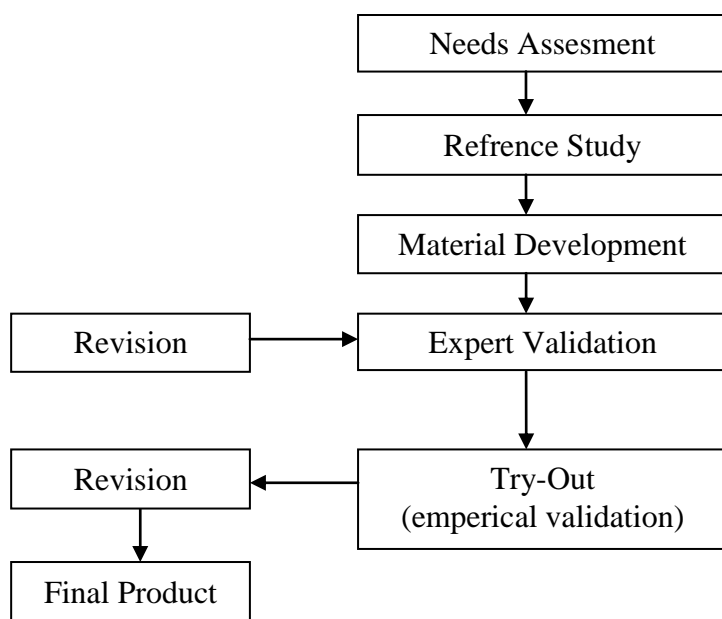 Needs Assesment
Refrence Study
Material Development
Revision
Expert Validation
Revision
Try-Out
(emperical validation)
Final Product